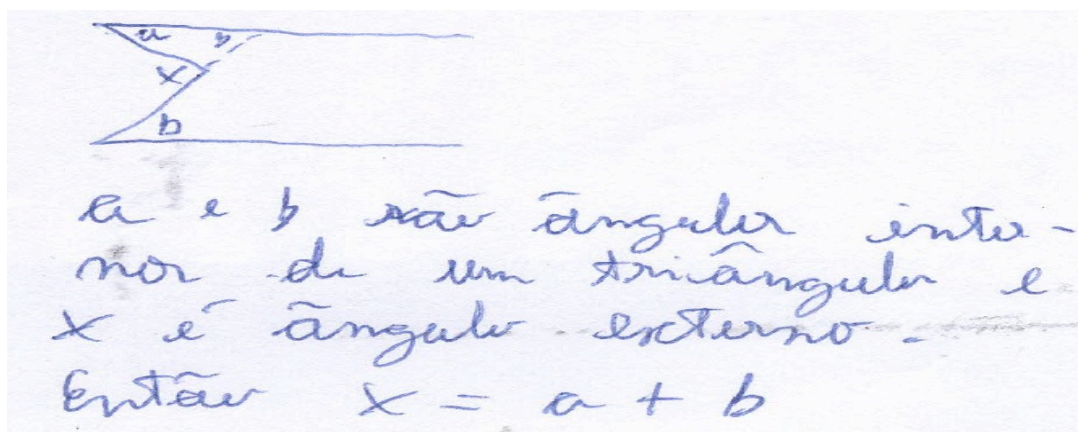 a b
x
b
a e b são ângulos inter-
nos de um triângulo e
x é ângulo externo.
Então x = a + b